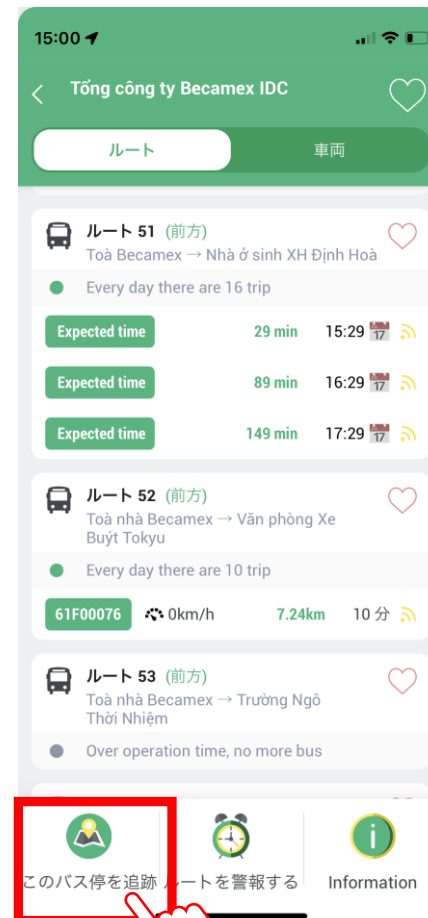 15:00
Tổng công ty Becamex IDC
ルート
車両
ルート 51 (前方)
Toà Becamex → Nhà ở sinh XH Định Hoà
Every day there are 16 trip
Expected time 29 min 15:29 17
Expected time 89 min 16:29 17
Expected time 149 min 17:29 17
ルート 52 (前方)
Toà nhà Becamex → Văn phòng Xe
Buýt Tokyu
Every day there are 10 trip
61F00076 0km/h 7.24km 10 分
ルート 53 (前方)
Toà nhà Becamex → Trường Ngô
Thời Nhiệm
Over operation time, no more bus
このバス停を追跡
ルートを警報する
Information